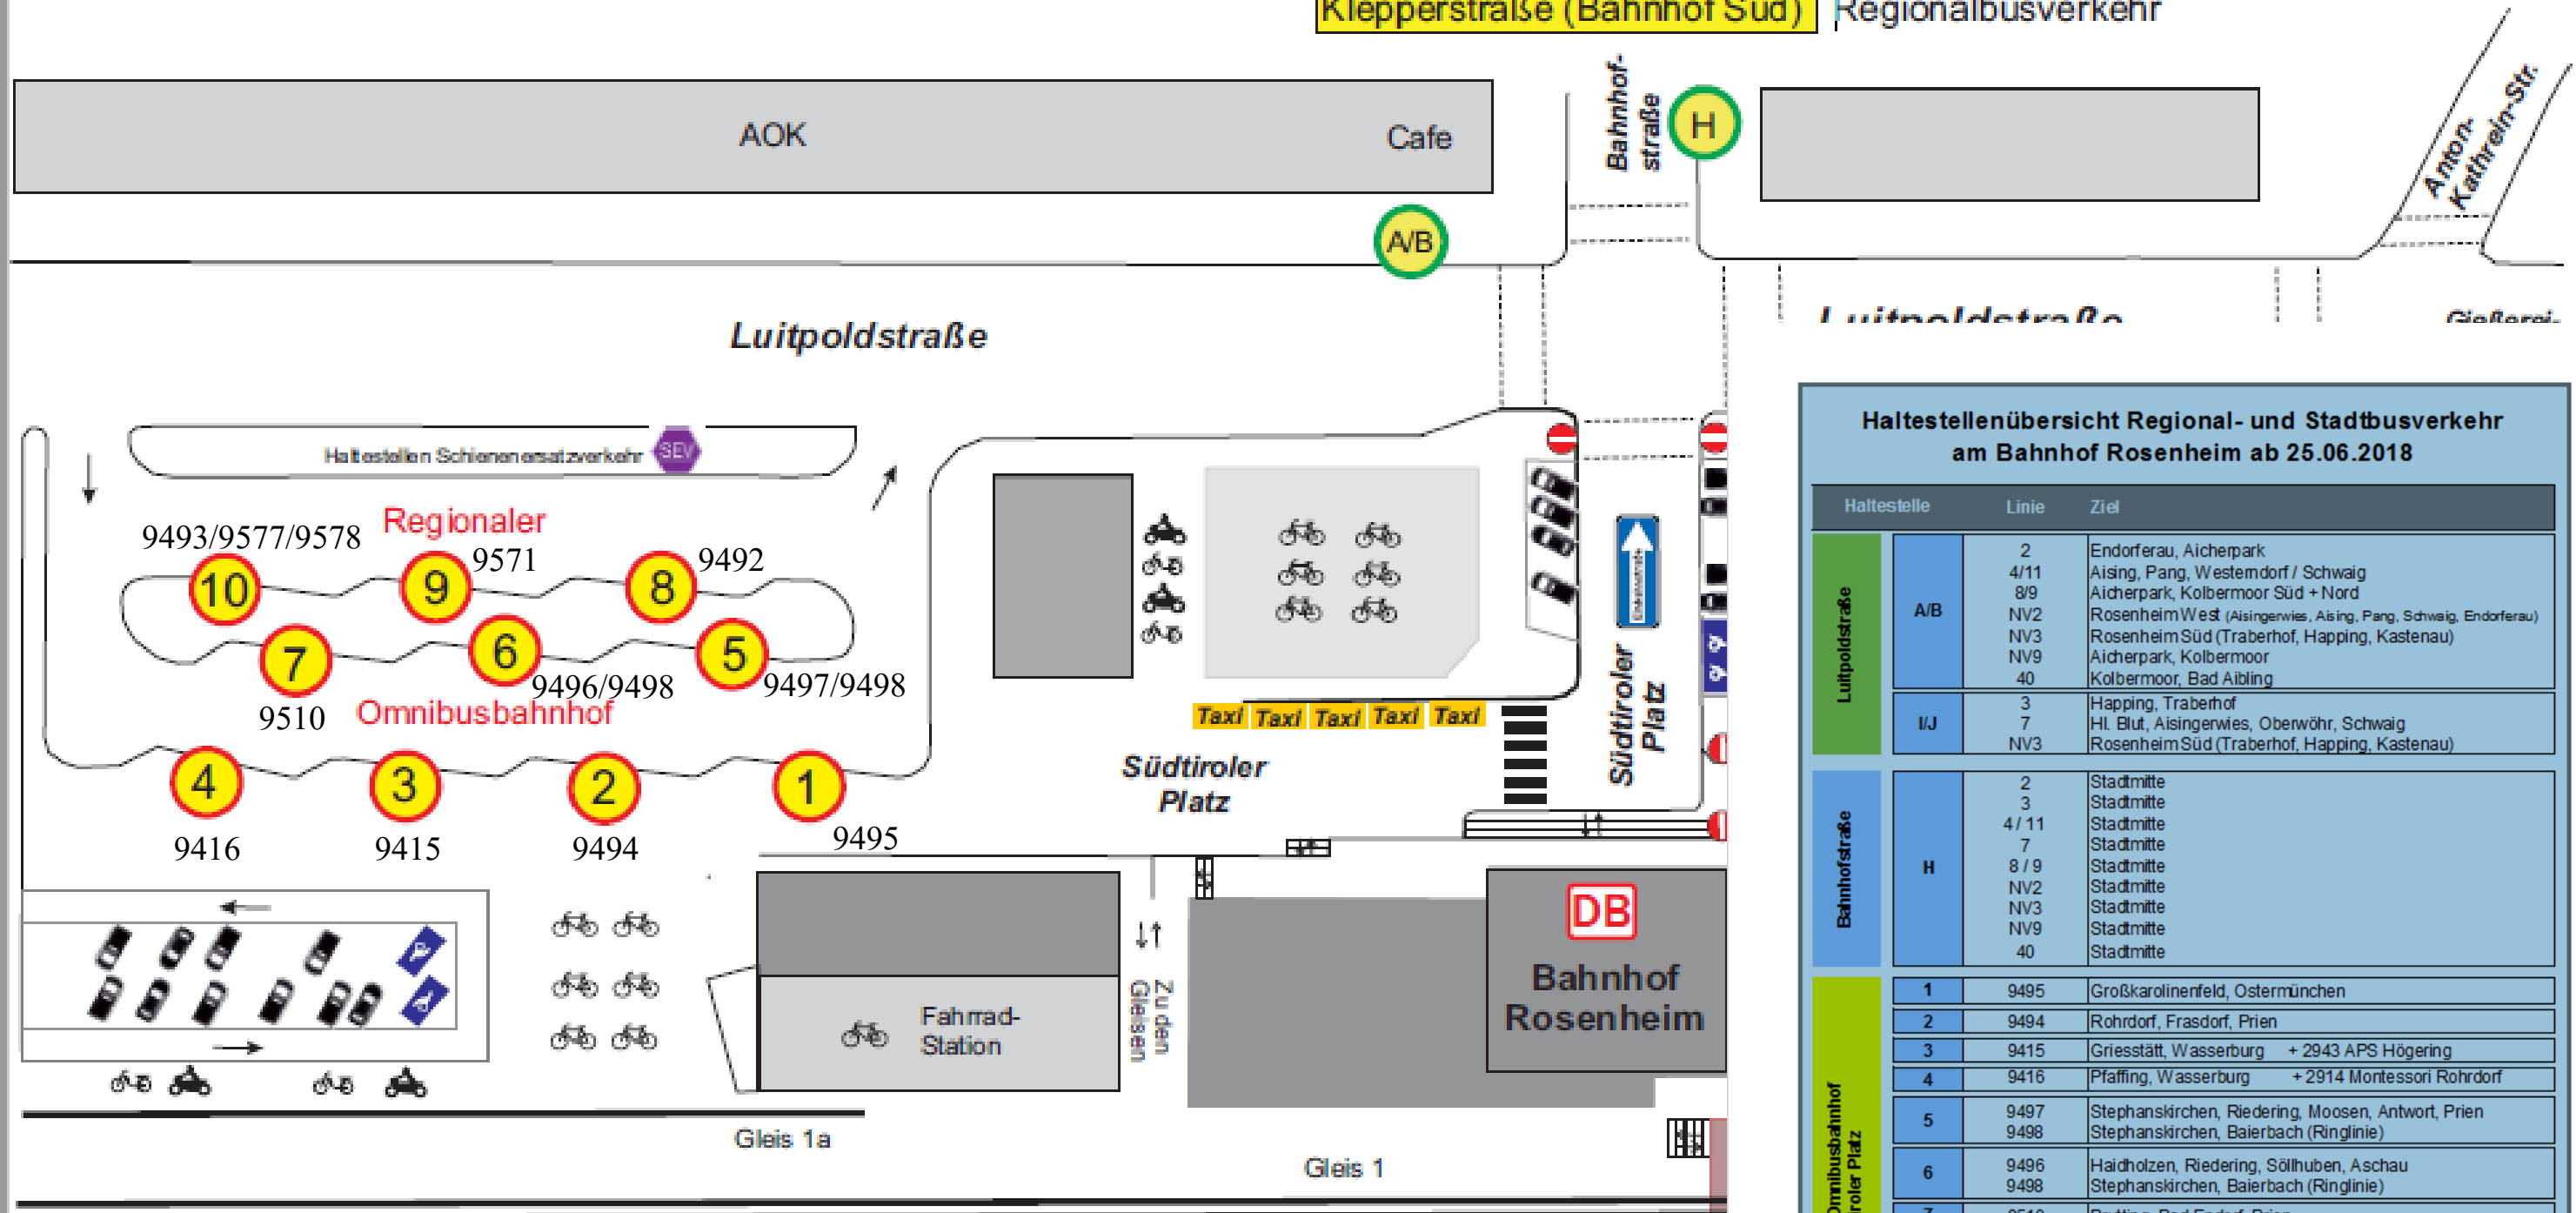 Klepperstraße (Bahnhof Süd) Regionalbusverkehr
Bahnhof-
straße
H
AOK
Cafe
Anton-
Kathrein-Str.
A/B
Luitpoldstraße
Luitpoldstraße
Gießerei-
Haltestellen Schienenersatzverkehr SEV
Regionaler
9493/9577/9578
9571
9492
10
9
8
7
6
5
9496/9498
9497/9498
9510
Omnibusbahnhof
4
3
2
1
9416
9415
9494
9495
Taxi Taxi Taxi Taxi Taxi
Südtiroler
Platz
Südtiroler
Platz
DB
Bahnhof
Rosenheim
Zu den
Gleisen
Fahrrad-
Station
Gleis 1a
Gleis 1
Haltestellenübersicht Regional- und Stadtbusverkehr
am Bahnhof Rosenheim ab 25.06.2018
Haltestelle Linie Ziel
Luitpoldstraße
A/B
2 Endorferau, Aicherpark
4/11 Aising, Pang, Westerndorf / Schwaig
8/9 Aicherpark, Kolbermoor Süd + Nord
NV2 Rosenheim West (Aisingerwies, Aising, Pang, Schwaig, Endorferau)
NV3 Rosenheim Süd (Traberhof, Happing, Kastenau)
NV9 Aicherpark, Kolbermoor
40 Kolbermoor, Bad Aibling
I/J
3 Happing, Traberhof
7 Hl. Blut, Aisingerwies, Oberwöhr, Schwaig
NV3 Rosenheim Süd (Traberhof, Happing, Kastenau)
Bahnhofstraße
H
2 Stadtmitte
3 Stadtmitte
4 / 11 Stadtmitte
7 Stadtmitte
8 / 9 Stadtmitte
NV2 Stadtmitte
NV3 Stadtmitte
NV9 Stadtmitte
40 Stadtmitte
Omnibusbahnhof
iroler Platz
1 9495 Großkarolinenfeld, Ostermünchen
2 9494 Rohrdorf, Frasdorf, Prien
3 9415 Griesstätt, Wasserburg + 2943 APS Högering
4 9416 Pfaffing, Wasserburg + 2914 Montessori Rohrdorf
5
9497 Stephanskirchen, Riedering, Moosen, Antwort, Prien
9498 Stephanskirchen, Baierbach (Ringlinie)
6
9496 Haidholzen, Riedering, Söllhuben, Aschau
9498 Stephanskirchen, Baierbach (Ringlinie)
7 9510 Prutting, Bad Endorf, Prien